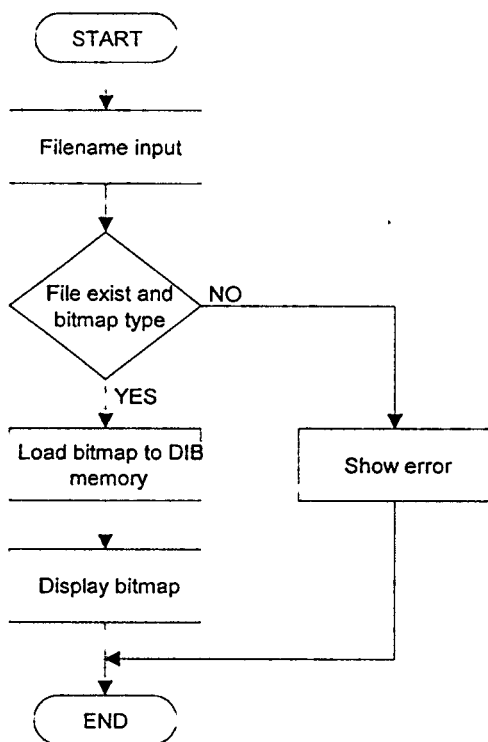 START
Filename input
File exist and
bitmap type
NO
YES
Load bitmap to DIB
memory
Show error
Display bitmap
END